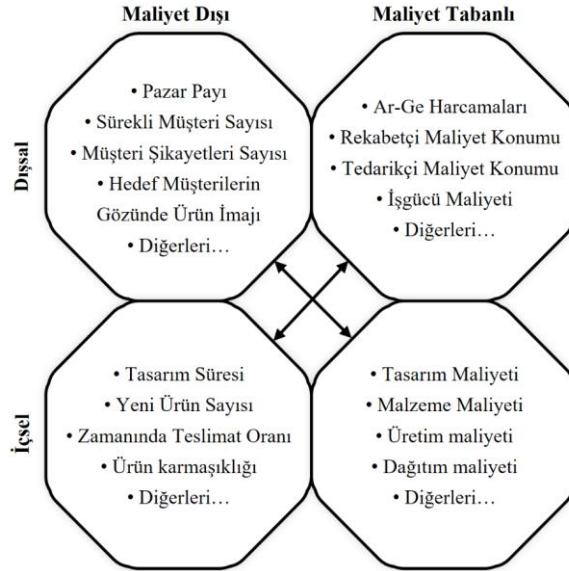 Maliyet Dışı
Maliyet Tabanlı
Dışsal
• Pazar Payı
• Sürekli Müşteri Sayısı
• Müşteri Şikayetleri Sayısı
• Hedef Müşterilerin
Gözünde Ürün İmajı
• Diğerleri…
• Ar-Ge Harcamaları
• Rekabetçi Maliyet Konumu
• Tedarikçi Maliyet Konumu
• İşgücü Maliyeti
• Diğerleri…
İçsel
• Tasarım Süresi
• Yeni Ürün Sayısı
• Zamanında Teslimat Oranı
• Ürün karmaşıklığı
• Diğerleri…
• Tasarım Maliyeti
• Malzeme Maliyeti
• Üretim maliyeti
• Dağıtım maliyeti
• Diğerleri…